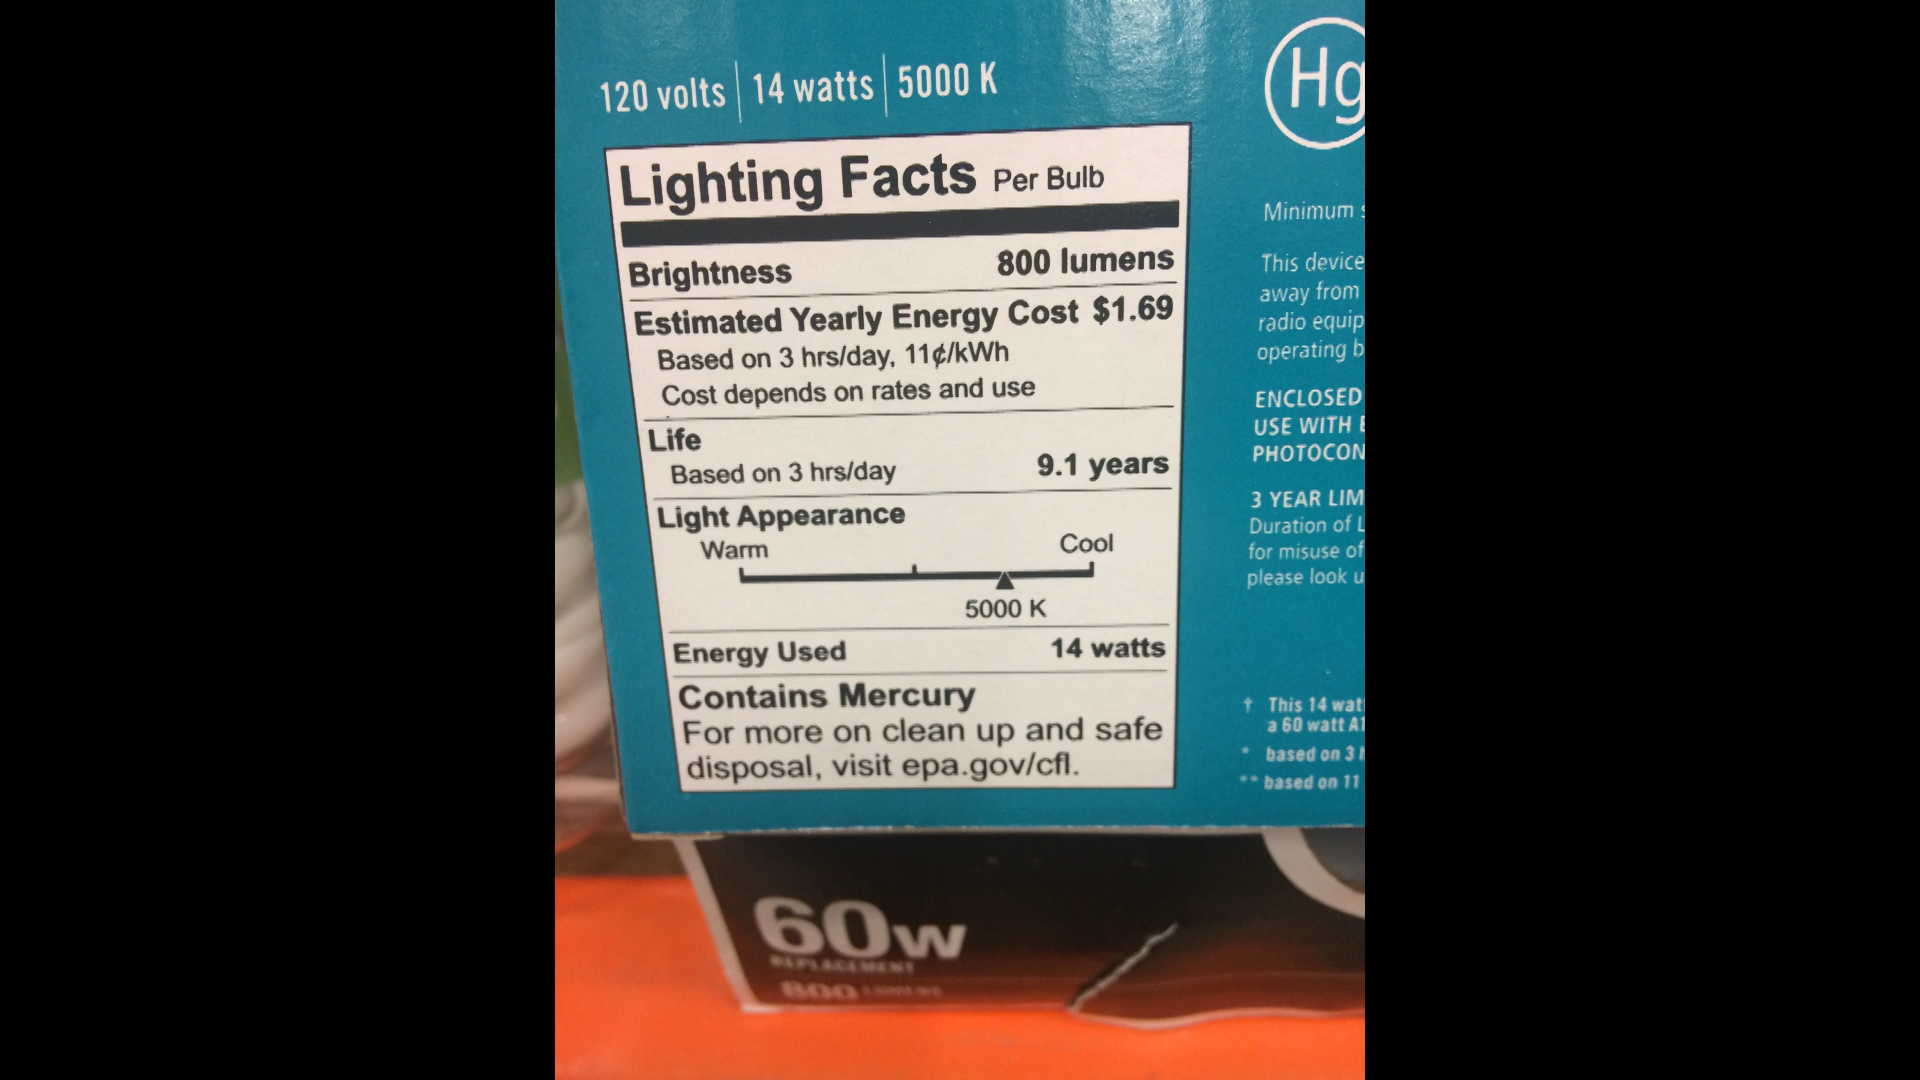 120 volts | 14 watts | 5000 K
Hg
Lighting Facts Per Bulb
Brightness 800 lumens
Estimated Yearly Energy Cost $1.69
Based on 3 hrs/day, 11¢/kWh
Cost depends on rates and use
Life
Based on 3 hrs/day 9.1 years
Light Appearance
Warm Cool
5000 K
Energy Used 14 watts
Contains Mercury
For more on clean up and safe
disposal, visit epa.gov/cfl.
Minimum
This device
away from
radio equip
operating b
ENCLOSED
USE WITH
PHOTOCON
3 YEAR LIM
Duration of L
for misuse of
please look u
† This 14 wat
a 60 watt A1
* based on 3
** based on 11
60W
REPLACEMENT
800 LUMENS